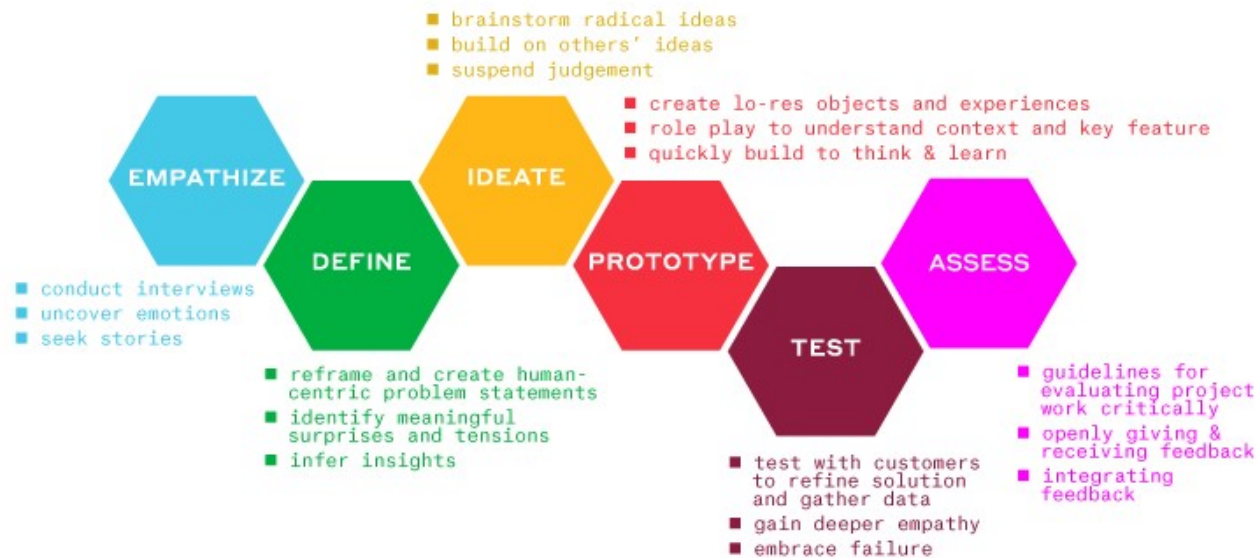 EMPATHIZE
■ conduct interviews
■ uncover emotions
■ seek stories
DEFINE
■ reframe and create human-
centric problem statements
■ identify meaningful
surprises and tensions
■ infer insights
■ brainstorm radical ideas
■ build on others' ideas
■ suspend judgement
IDEATE
■ create lo-res objects and experiences
■ role play to understand context and key feature
■ quickly build to think & learn
PROTOTYPE
TEST
■ test with customers
to refine solution
and gather data
■ gain deeper empathy
■ embrace failure
ASSESS
■ guidelines for
evaluating project
work critically
■ openly giving &
receiving feedback
■ integrating
feedback